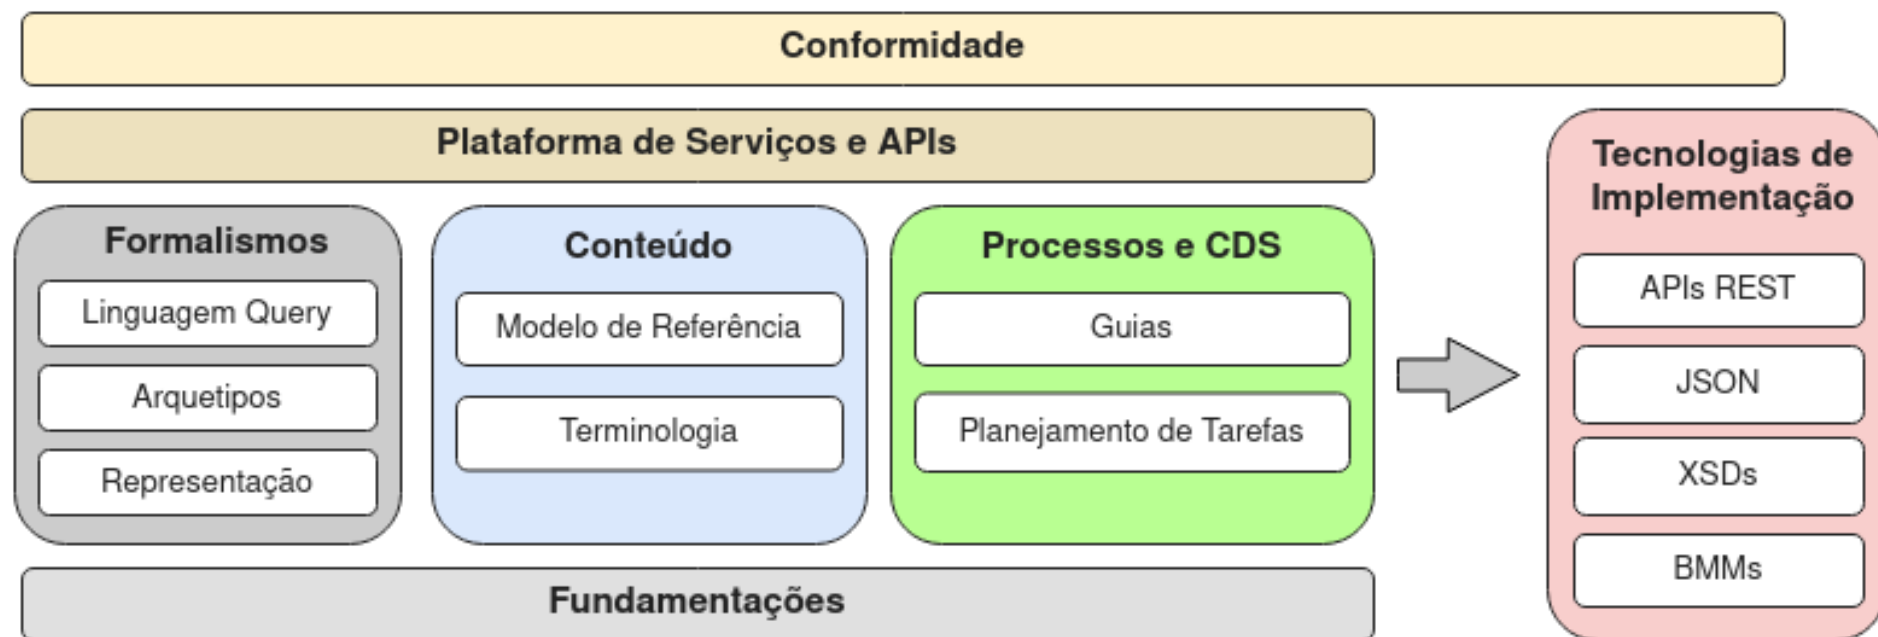 Conformidade
Plataforma de Serviços e APIs
Formalismos
Linguagem Query
Arquetipos
Representação
Conteúdo
Modelo de Referência
Terminologia
Processos e CDS
Guias
Planejamento de Tarefas
Fundamentações
Tecnologias de
Implementação
APIs REST
JSON
XSDs
BMMs